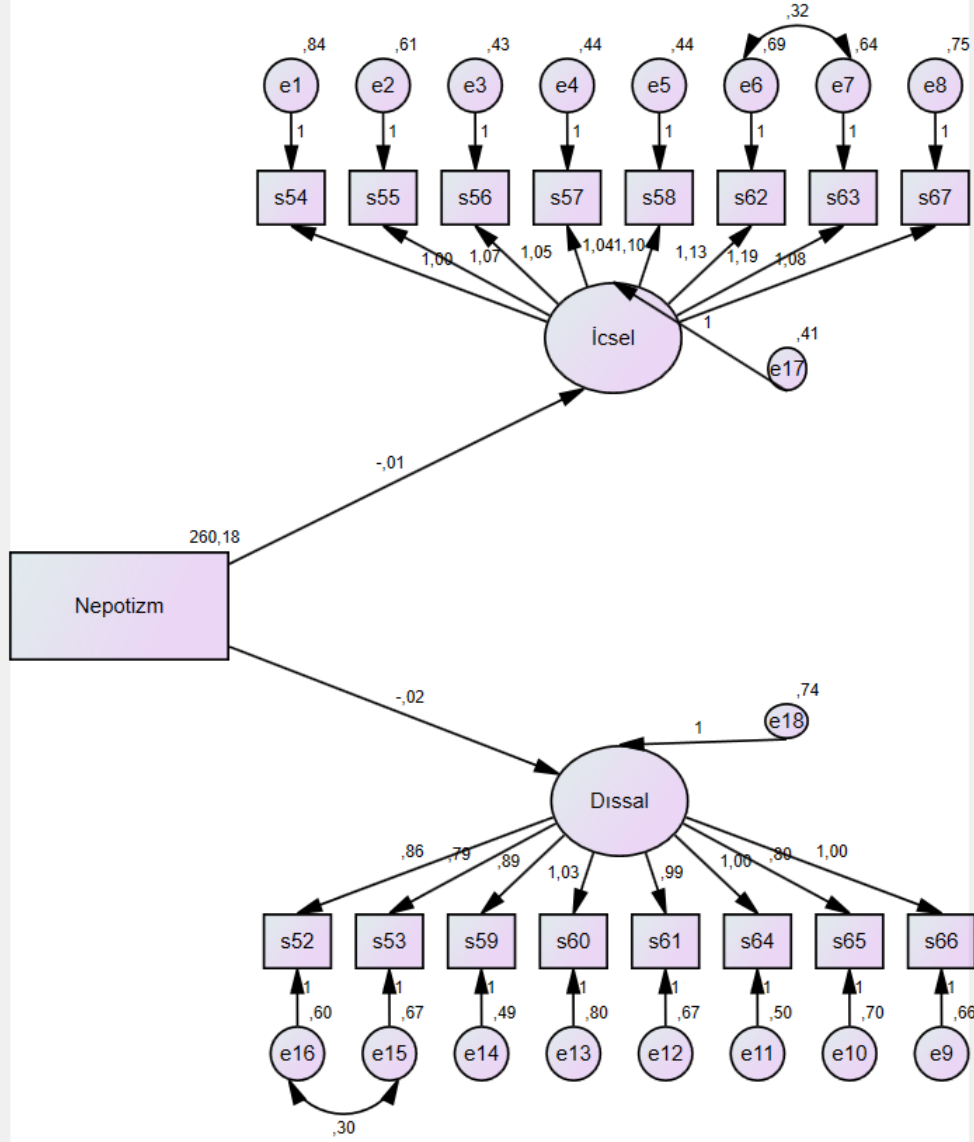 ,32
,84 ,61 ,43 ,44 ,44 ,69 ,64 ,75
e1 e2 e3 e4 e5 e6 e7 e8
1 1 1 1 1 1 1 1
s54 s55 s56 s57 s58 s62 s63 s67
1,00 1,07 1,05 1,04 1,10 1,13 1,19 1,08
İcsel
1
,41
e17
-,01
260,18
Nepotizm
-,02
,74
e18
1
Dıssal
,86 ,79 ,89 1,03 ,99 1,00 ,80 1,00
s52 s53 s59 s60 s61 s64 s65 s66
1 1 1 1 1 1 1 1
,60 ,67 ,49 ,80 ,67 ,50 ,70 ,66
e16 e15 e14 e13 e12 e11 e10 e9
,30